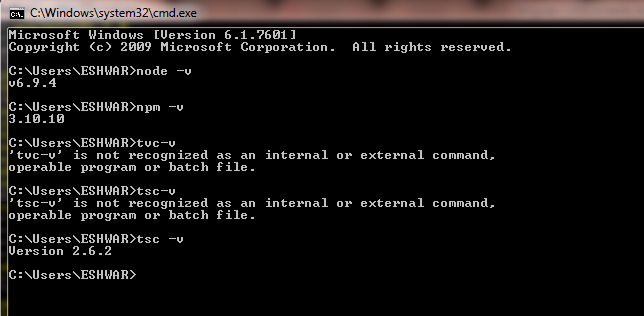 C:\Windows\system32\cmd.exe
Microsoft Windows [Version 6.1.7601]
Copyright (c) 2009 Microsoft Corporation.  All rights reserved.
C:\Users\ESHWAR>node -v
v6.9.4
C:\Users\ESHWAR>npm -v
3.10.10
C:\Users\ESHWAR>tvc-v
'tvc-v' is not recognized as an internal or external command,
operable program or batch file.
C:\Users\ESHWAR>tsc-v
'tsc-v' is not recognized as an internal or external command,
operable program or batch file.
C:\Users\ESHWAR>tsc -v
Version 2.6.2
C:\Users\ESHWAR>